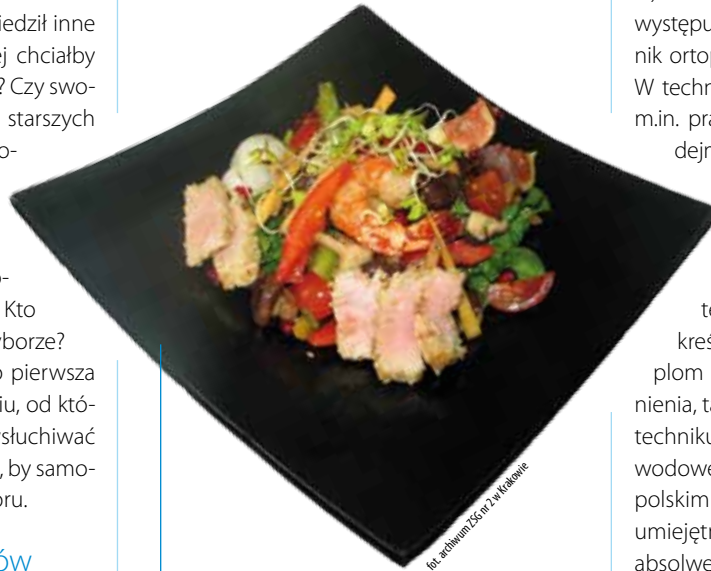 iedził inne
ej chciałby
? Czy swo-
starszych
o-
o-
Kto
yborze?
o pierwsza
iu, od któ-
ysłuchiwać
, by samo-
oru.
ÓW
fot. archiwum ZSG nr 2 w Krakowie
występu
nik ortop
W techn
m.in. pra
dejn
te
kreś
plom
nienia, ta
techniku
wodowe
polskim
umiejętn
absolwe